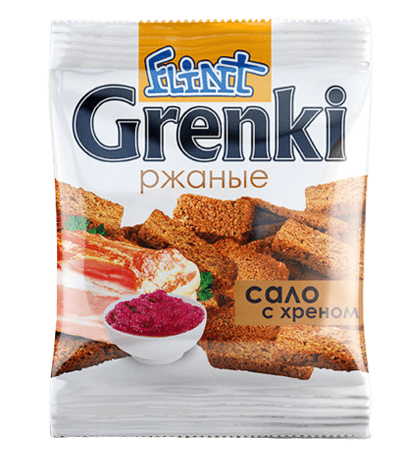 Flint
Grenki
ржаные
сало
с хреном